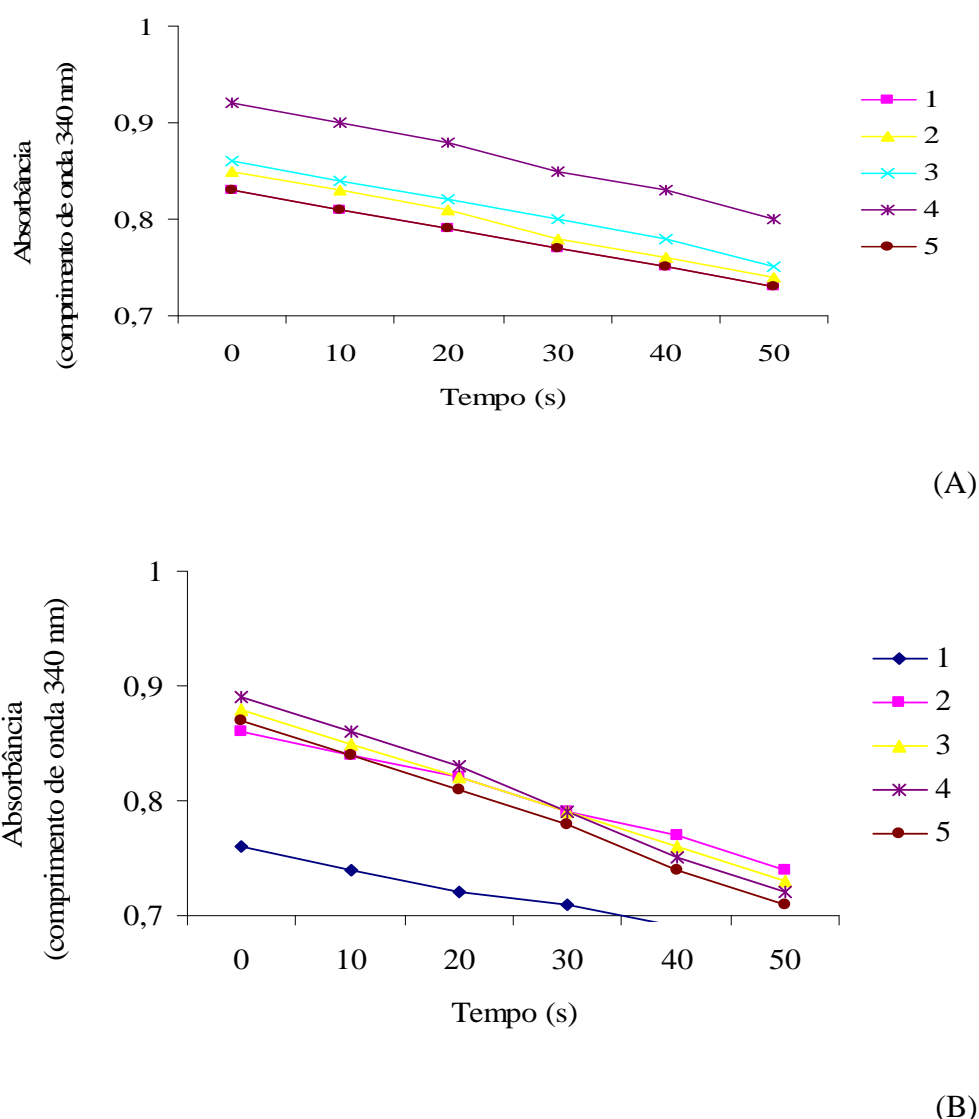 Absorbância
(comprimento de onda 340 nm)
1
0,9
0,8
0,7
0 10 20 30 40 50
Tempo (s)
1
2
3
4
5
(A)
Absorbância
(comprimento de onda 340 nm)
1
0,9
0,8
0,7
0 10 20 30 40 50
Tempo (s)
1
2
3
4
5
(B)